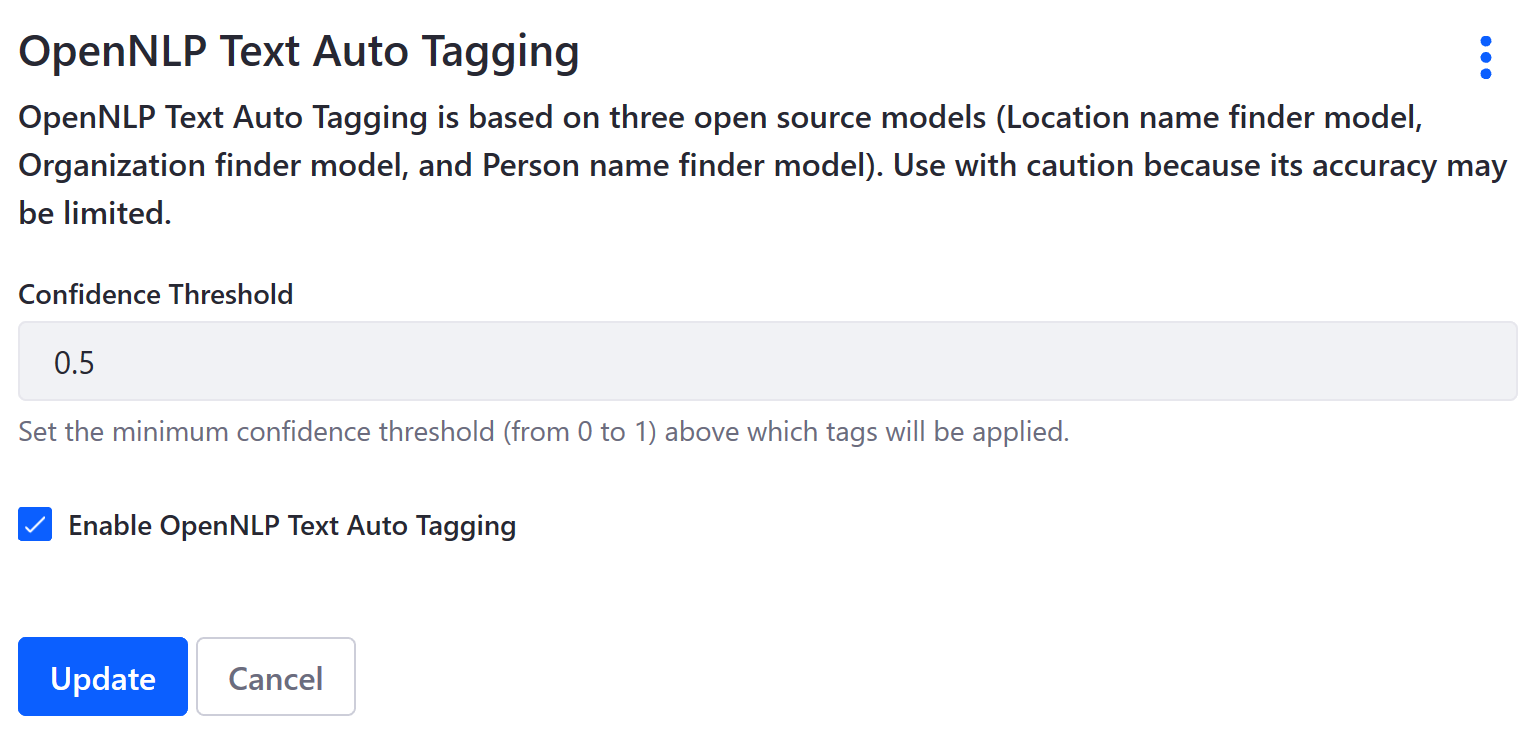 OpenNLP Text Auto Tagging
OpenNLP Text Auto Tagging is based on three open source models (Location name finder model,
Organization finder model, and Person name finder model). Use with caution because its accuracy may
be limited.
Confidence Threshold
0.5
Set the minimum confidence threshold (from 0 to 1) above which tags will be applied.
Enable OpenNLP Text Auto Tagging
Update Cancel